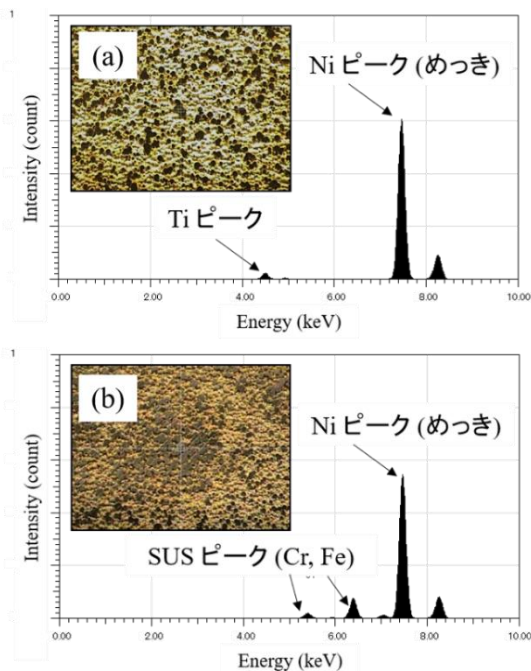 (a)
Ni ピーク (めっき)
Ti ピーク
Intensity (count)
1
0.00 2.00 4.00 6.00 8.00 10.00
Energy (keV)
(b)
Ni ピーク (めっき)
SUS ピーク (Cr, Fe)
Intensity (count)
1
0.00 2.00 4.00 6.00 8.00 10.00
Energy (keV)